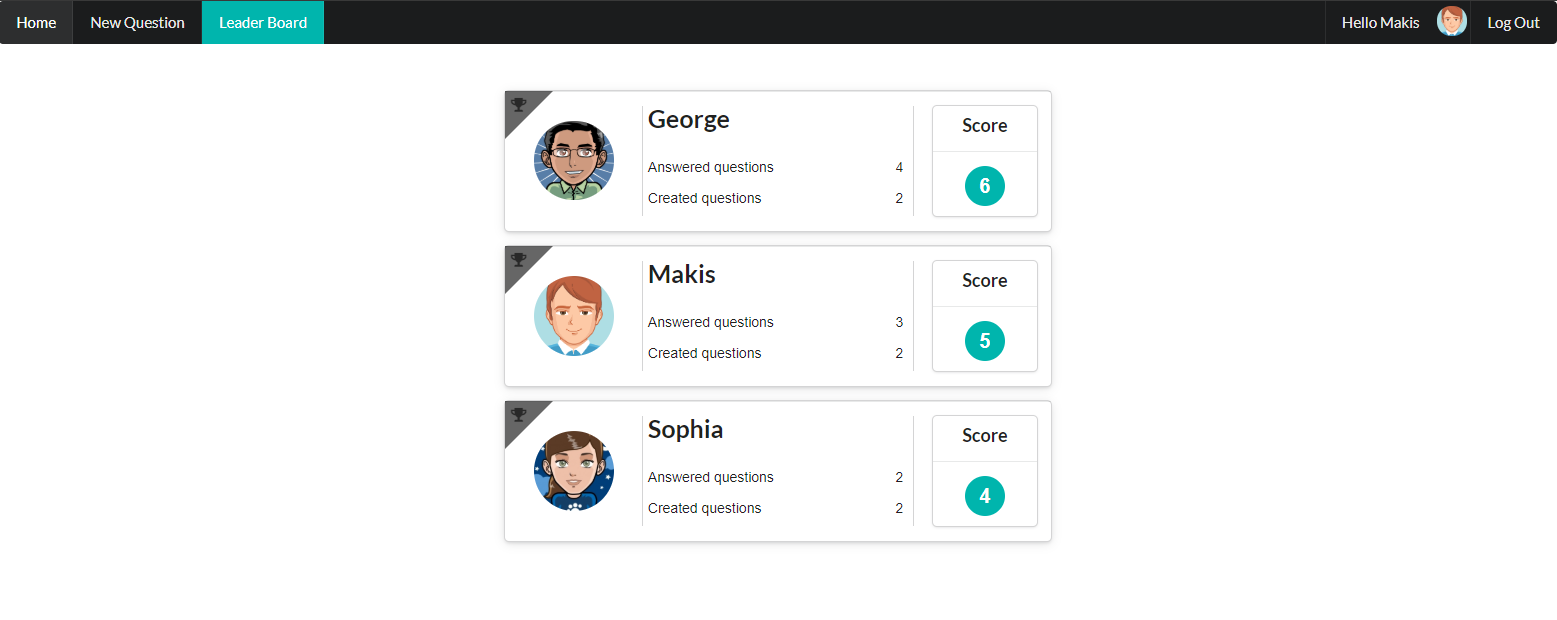 Home New Question Leader Board Hello Makis Log Out
George
Score
Answered questions 4
6
Created questions 2
Makis
Score
Answered questions 3
5
Created questions 2
Sophia
Score
Answered questions 2
4
Created questions 2